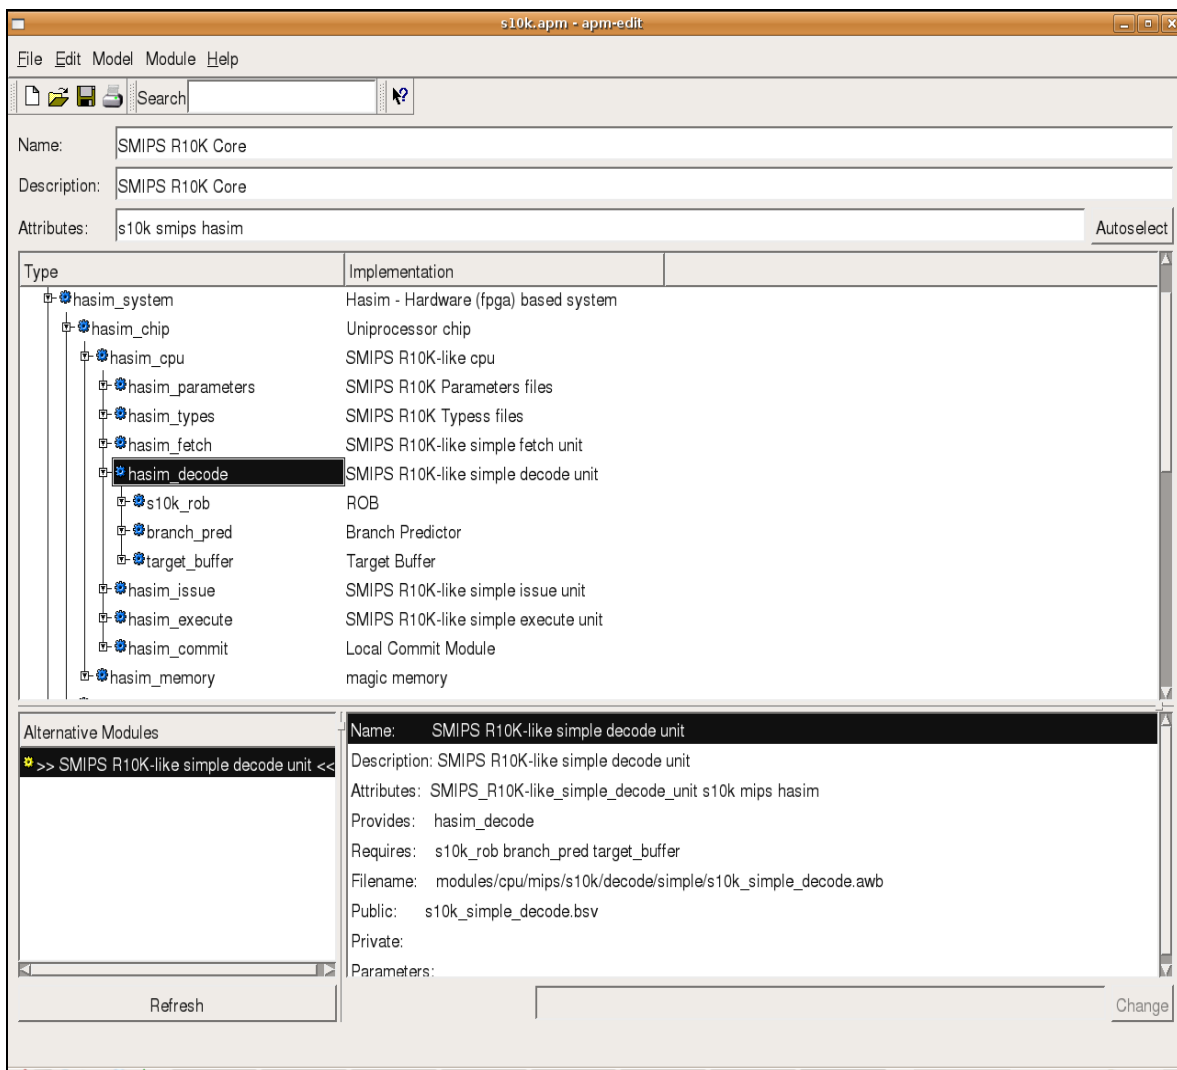 s10k.apm - apm-edit
File Edit Model Module Help
Search
Name: SMIPS R10K Core
Description: SMIPS R10K Core
Attributes: s10k smips hasim Autoselect
Type Implementation
hasim_system Hasim - Hardware (fpga) based system
hasim_chip Uniprocessor chip
hasim_cpu SMIPS R10K-like cpu
hasim_parameters SMIPS R10K Parameters files
hasim_types SMIPS R10K Typess files
hasim_fetch SMIPS R10K-like simple fetch unit
hasim_decode SMIPS R10K-like simple decode unit
s10k_rob ROB
branch_pred Branch Predictor
target_buffer Target Buffer
hasim_issue SMIPS R10K-like simple issue unit
hasim_execute SMIPS R10K-like simple execute unit
hasim_commit Local Commit Module
hasim_memory magic memory
Alternative Modules
>> SMIPS R10K-like simple decode unit <<
Name: SMIPS R10K-like simple decode unit
Description: SMIPS R10K-like simple decode unit
Attributes: SMIPS_R10K-like_simple_decode_unit s10k mips hasim
Provides: hasim_decode
Requires: s10k_rob branch_pred target_buffer
Filename: modules/cpu/mips/s10k/decode/simple/s10k_simple_decode.awb
Public: s10k_simple_decode.bsv
Private:
Parameters:
Refresh Change